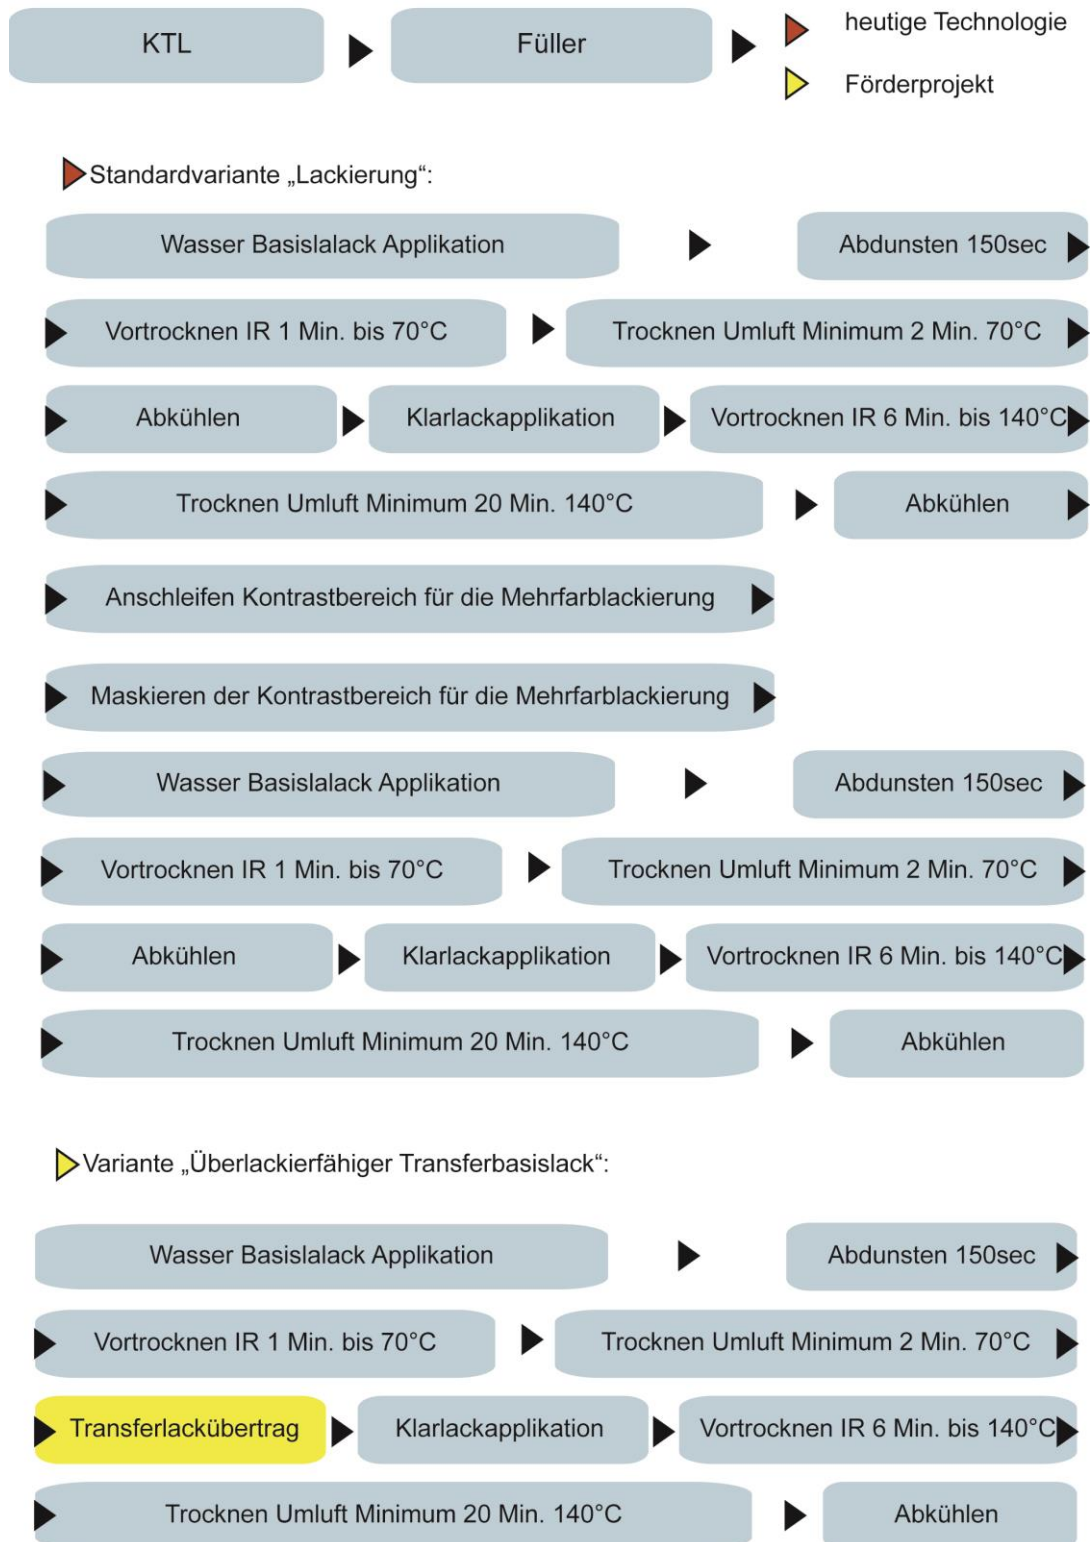 KTL
Füller
heutige Technologie
Förderprojekt
Standardvariante „Lackierung“:
Wasser Basislalack Applikation
Abdunsten 150sec
Vortrocknen IR 1 Min. bis 70°C
Trocknen Umluft Minimum 2 Min. 70°C
Abkühlen
Klarlackapplikation
Vortrocknen IR 6 Min. bis 140°C
Trocknen Umluft Minimum 20 Min. 140°C
Abkühlen
Anschleifen Kontrastbereich für die Mehrfarblackierung
Maskieren der Kontrastbereich für die Mehrfarblackierung
Wasser Basislalack Applikation
Abdunsten 150sec
Vortrocknen IR 1 Min. bis 70°C
Trocknen Umluft Minimum 2 Min. 70°C
Abkühlen
Klarlackapplikation
Vortrocknen IR 6 Min. bis 140°C
Trocknen Umluft Minimum 20 Min. 140°C
Abkühlen
Variante „Überlackierfähiger Transferbasislack“:
Wasser Basislalack Applikation
Abdunsten 150sec
Vortrocknen IR 1 Min. bis 70°C
Trocknen Umluft Minimum 2 Min. 70°C
Transferlackübertrag
Klarlackapplikation
Vortrocknen IR 6 Min. bis 140°C
Trocknen Umluft Minimum 20 Min. 140°C
Abkühlen